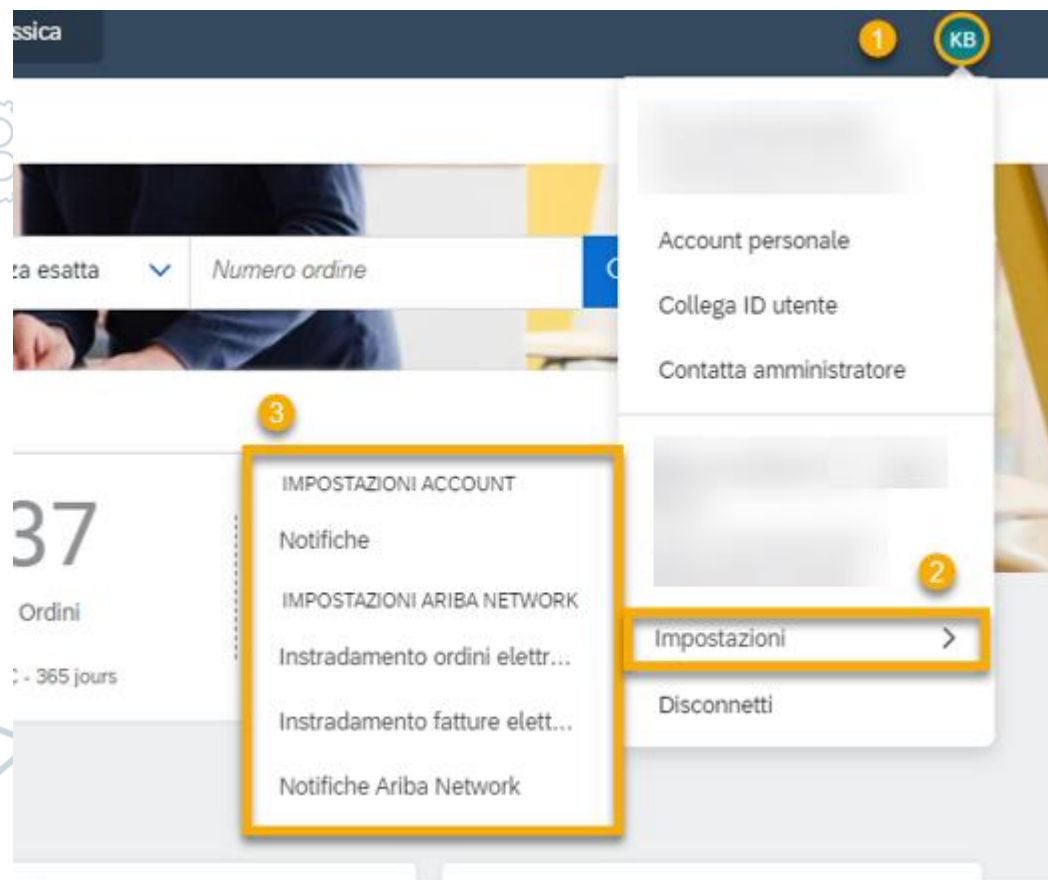 ssica
1
KB
Account personale
za esatta
Numero ordine
Collega ID utente
Contatta amministratore
3
IMPOSTAZIONI ACCOUNT
37
Notifiche
2
IMPOSTAZIONI ARIBA NETWORK
Ordini
Impostazioni
Instradamento ordini elettr...
- 365 jours
Disconnetti
Instradamento fatture elett...
Notifiche Ariba Network